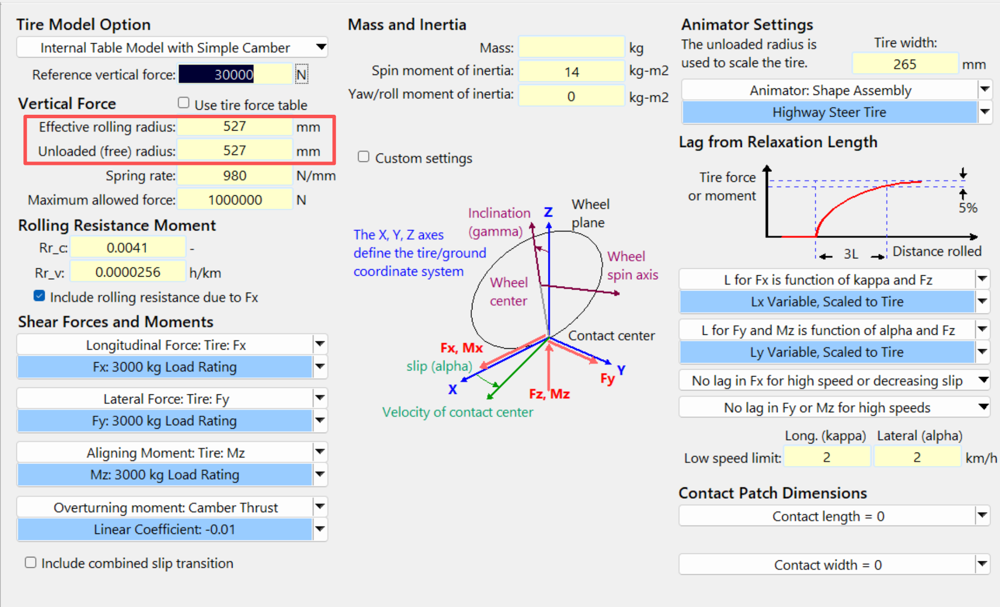 Tire Model Option
Internal Table Model with Simple Camber
Reference vertical force: 30000 N
Vertical Force
Use tire force table
Effective rolling radius: 527 mm
Unloaded (free) radius: 527 mm
Spring rate: 980 N/mm
Maximum allowed force: 1000000 N
Rolling Resistance Moment
Rr_c: 0.0041 -
Rr_v: 0.0000256 h/km
Include rolling resistance due to Fx
Shear Forces and Moments
Longitudinal Force: Tire: Fx
Fx: 3000 kg Load Rating
Lateral Force: Tire: Fy
Fy: 3000 kg Load Rating
Aligning Moment: Tire: Mz
Mz: 3000 kg Load Rating
Overturning moment: Camber Thrust
Linear Coefficient: -0.01
Include combined slip transition
Mass and Inertia
Mass: kg
Spin moment of inertia: 14 kg-m2
Yaw/roll moment of inertia: 0 kg-m2
Custom settings
Inclination
(gamma)
Z
Wheel
plane
The X, Y, Z axes
define the tire/ground
coordinate system
Wheel
spin axis
Wheel
center
Contact center
Fx, Mx
slip (alpha)
X
Fy
Y
Fz, Mz
Velocity of contact center
Animator Settings
The unloaded radius is
used to scale the tire.
Tire width:
265 mm
Animator: Shape Assembly
Highway Steer Tire
Lag from Relaxation Length
Tire force
or moment
5%
3L
Distance rolled
L for Fx is function of kappa and Fz
Lx Variable, Scaled to Tire
L for Fy and Mz is function of alpha and Fz
Ly Variable, Scaled to Tire
No lag in Fx for high speed or decreasing slip
No lag in Fy or Mz for high speeds
Long. (kappa) Lateral (alpha)
Low speed limit: 2 2 km/h
Contact Patch Dimensions
Contact length = 0
Contact width = 0